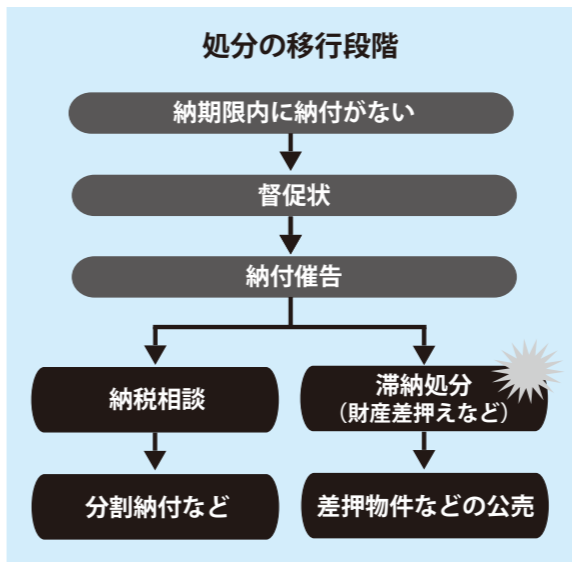 処分の移行段階
納期限内に納付がない
督促状
納付催告
納税相談
滞納処分
（財産差押えなど）
分割納付など
差押物件などの公売